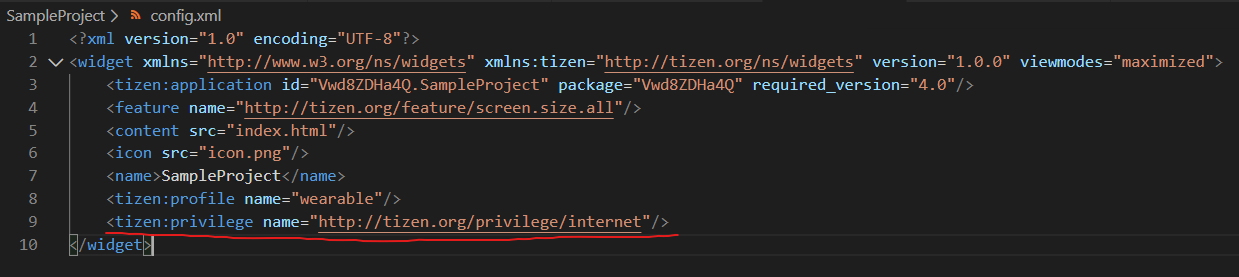 SampleProject > config.xml
1 <?xml version="1.0" encoding="UTF-8"?>
2 <widget xmlns="http://www.w3.org/ns/widgets" xmlns:tizen="http://tizen.org/ns/widgets" version="1.0.0" viewmodes="maximized">
3 <tizen:application id="Vwd8ZDHa4Q.SampleProject" package="Vwd8ZDHa4Q" required_version="4.0"/>
4 <feature name="http://tizen.org/feature/screen.size.all"/>
5 <content src="index.html"/>
6 <icon src="icon.png"/>
7 <name>SampleProject</name>
8 <tizen:profile name="wearable"/>
9 <tizen:privilege name="http://tizen.org/privilege/internet"/>
10 </widget>